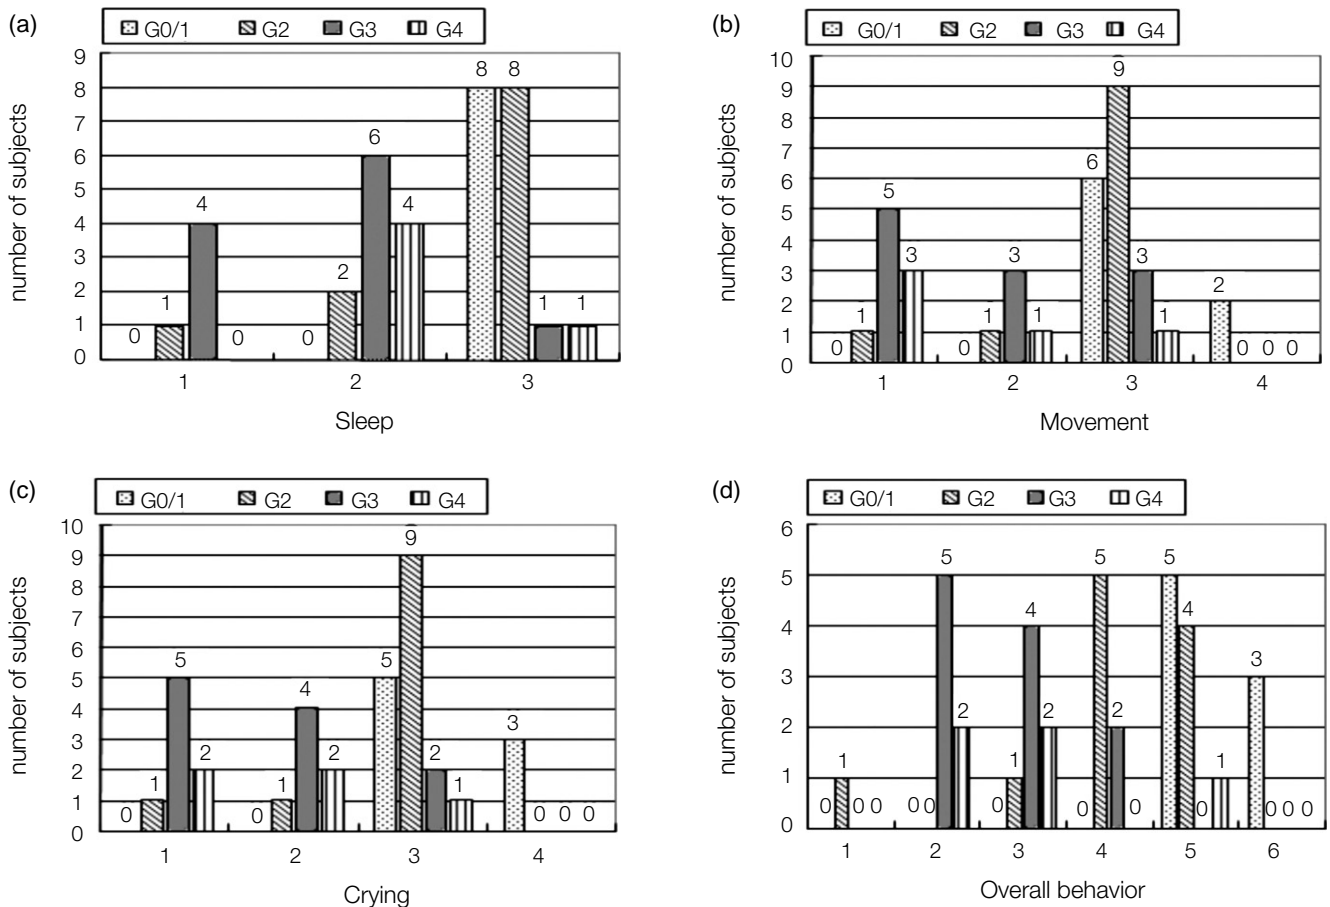 (a)
G0/1 G2 G3 G4
number of subjects
9
8
7
6
5
4
3
2
1
0
0 1 4 0
0 2 6 4
8 8 1 1
1 2 3
Sleep
(b)
G0/1 G2 G3 G4
number of subjects
10
9
8
7
6
5
4
3
2
1
0
0 1 5 3
0 1 3 1
6 9 3 1
2 0 0 0
1 2 3 4
Movement
(c)
G0/1 G2 G3 G4
number of subjects
10
9
8
7
6
5
4
3
2
1
0
0 1 5 2
0 1 4 2
5 9 2 1
3 0 0 0
1 2 3 4
Crying
(d)
G0/1 G2 G3 G4
number of subjects
6
5
4
3
2
1
0
0 1 0 0
0 0 5 2
0 1 4 2
0 5 2 0
5 4 0 1
3 0 0 0
1 2 3 4 5 6
Overall behavior